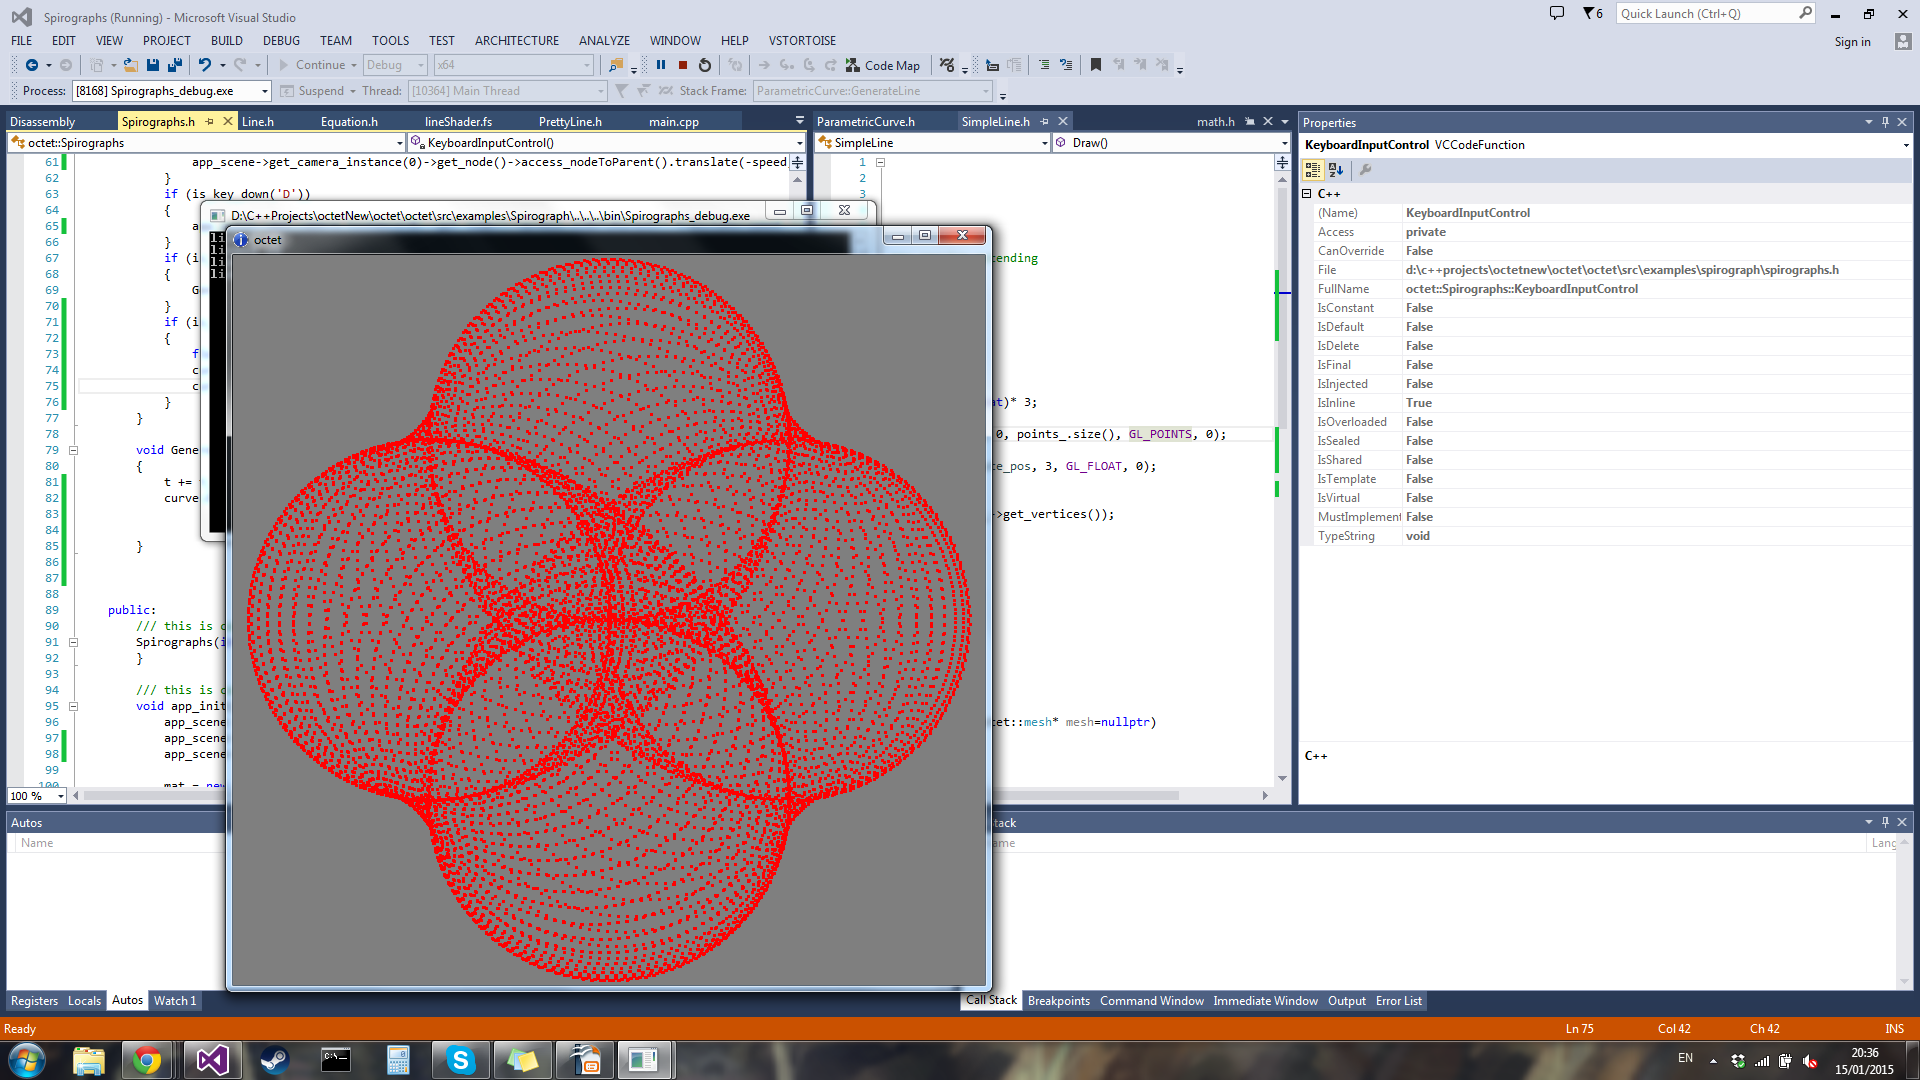 Spirographs (Running) - Microsoft Visual Studio
6
Quick Launch (Ctrl+Q)
FILE EDIT VIEW PROJECT BUILD DEBUG TEAM TOOLS TEST ARCHITECTURE ANALYZE WINDOW HELP VSTORTOISE
Sign in
Continue Debug x64 Code Map
Process: [8168] Spirographs_debug.exe Suspend Thread: [10364] Main Thread Stack Frame: ParametricCurve::GenerateLine
Disassembly Spirographs.h Line.h Equation.h lineShader.fs PrettyLine.h main.cpp
octet::Spirographs KeyboardInputControl()
61 app_scene->get_camera_instance(0)->get_node()->access_nodeToParent().translate(-speed
62 }
63 if (is_key_down('D'))
64 {
65 a
66 }
67 if (i
68 {
69 G
70 }
71 if (i
72 {
73 f
74 c
75 c
76 }
77 }
78
79 void Gene
80 {
81 t +=
82 curve
83
84
85 }
86
87
88
89 public:
90 /// this is c
91 Spirographs(i
92 }
93
94 /// this is c
95 void app_init
96 app_scene
97 app_scene
98 app_scene
99
100 mat = new
100 %
D:\C++Projects\octetNew\octet\octet\src\examples\Spirograph\..\..\..\bin\Spirographs_debug.exe
li
li
li
li
octet
ParametricCurve.h SimpleLine.h math.h
SimpleLine Draw()
1
2
3
tending
at)* 3;
0, points_.size(), GL_POINTS, 0);
te_pos, 3, GL_FLOAT, 0);
>get_vertices());
tet::mesh* mesh=nullptr)
Properties
KeyboardInputControl VCCodeFunction
C++
(Name) KeyboardInputControl
Access private
CanOverride False
File d:\c++projects\octetnew\octet\octet\src\examples\spirograph\spirographs.h
FullName octet::Spirographs::KeyboardInputControl
IsConstant False
IsDefault False
IsDelete False
IsFinal False
IsInjected False
IsInline True
IsOverloaded False
IsSealed False
IsShared False
IsTemplate False
IsVirtual False
MustImplement False
TypeString void
C++
Autos
Name
tack
ame Lang
Registers Locals Autos Watch 1
Call Stack Breakpoints Command Window Immediate Window Output Error List
Ready Ln 75 Col 42 Ch 42 INS
EN
20:36
15/01/2015